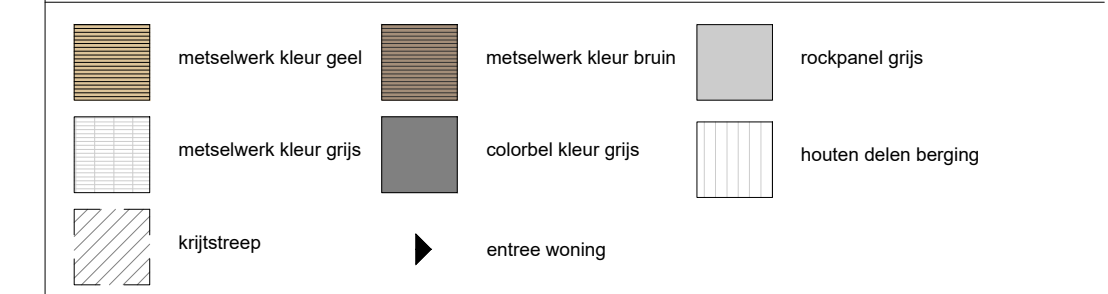 metselwerk kleur geel
metselwerk kleur bruin
rockpanel grijs
metselwerk kleur grijs
colorbel kleur grijs
houten delen berging
krijtstreep
entree woning